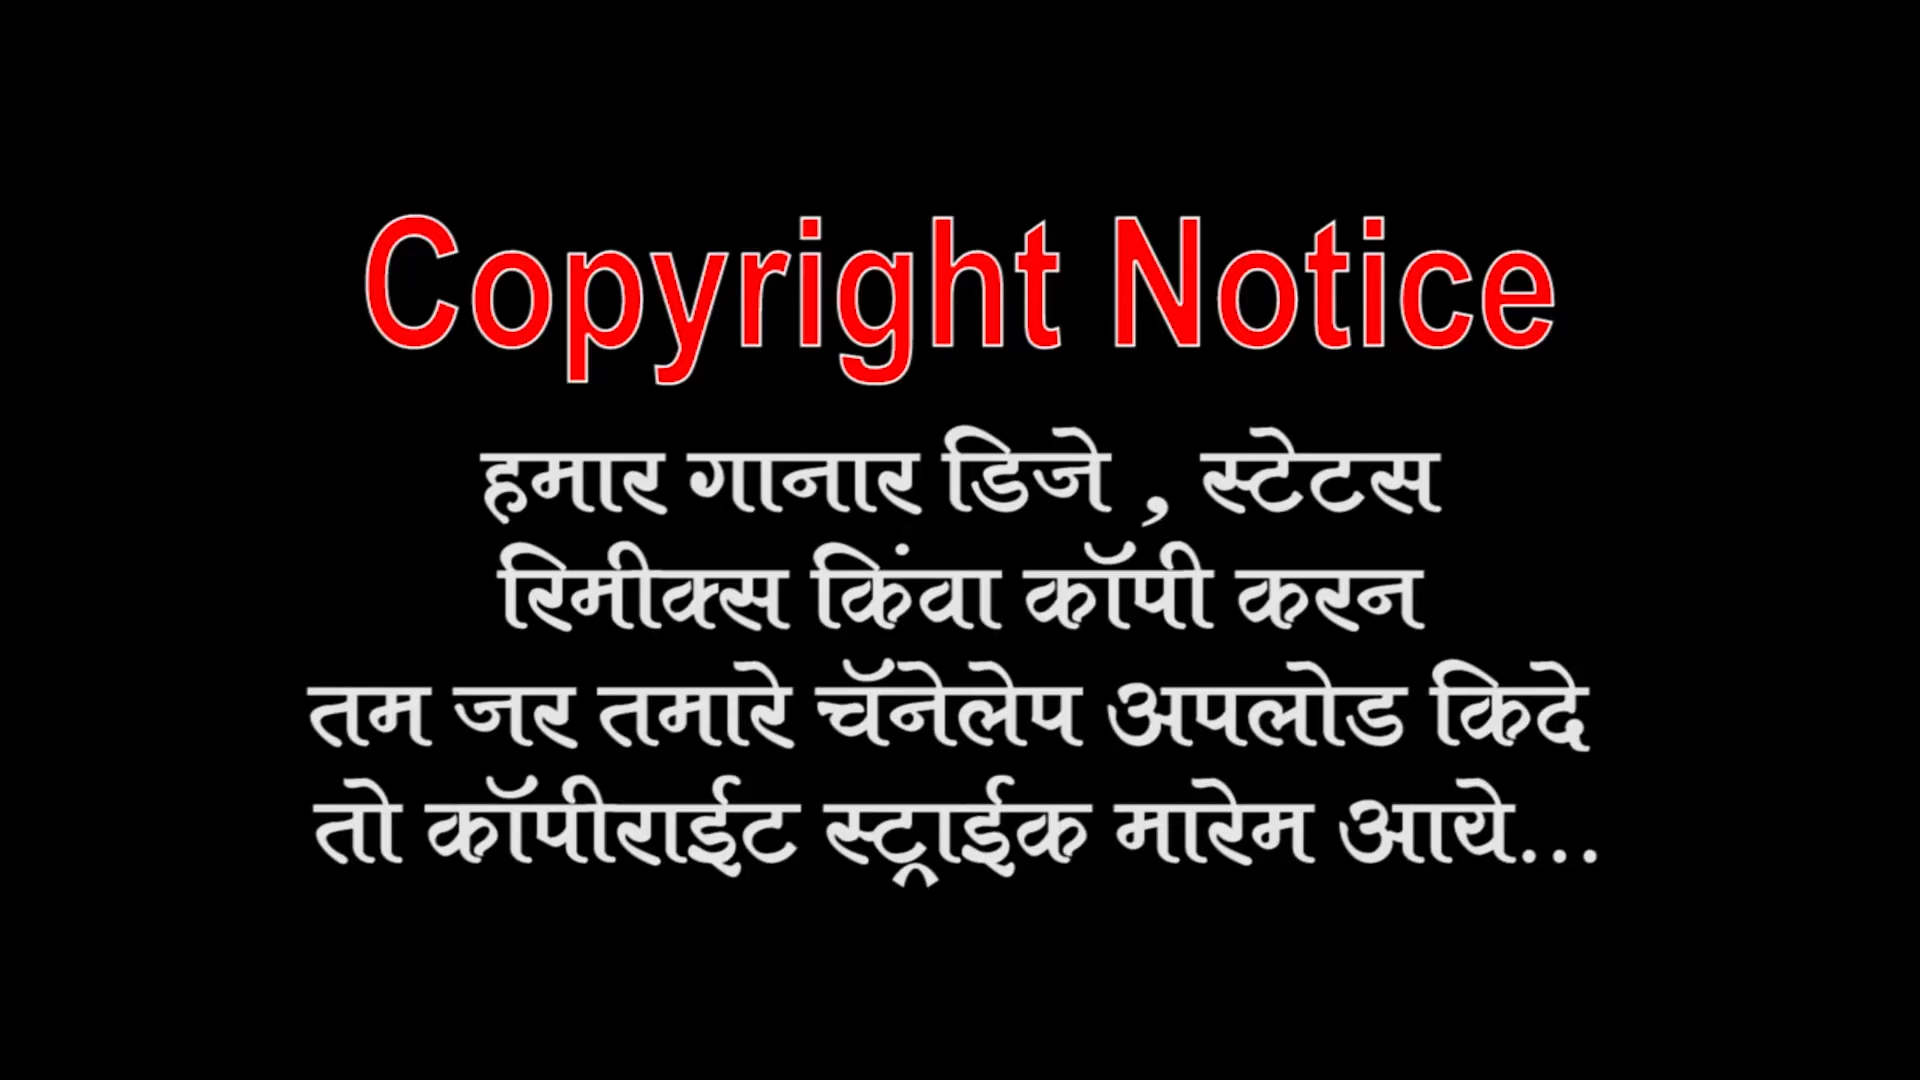 Copyright Notice
हमार गानार डिजे , स्टेटस
रिमीक्स किंवा कॉपी करन
तम जर तमारे चॅनेलेप अपलोड किदे
तो कॉपीराईट स्ट्राईक मारेम आये...